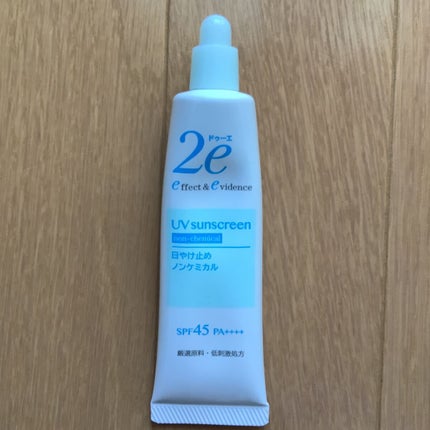 ドゥーエ
2e
effect & evidence
UV sunscreen
non-chemical
日やけ止め
ノンケミカル
SPF45 PA++++
厳選原料・低刺激処方